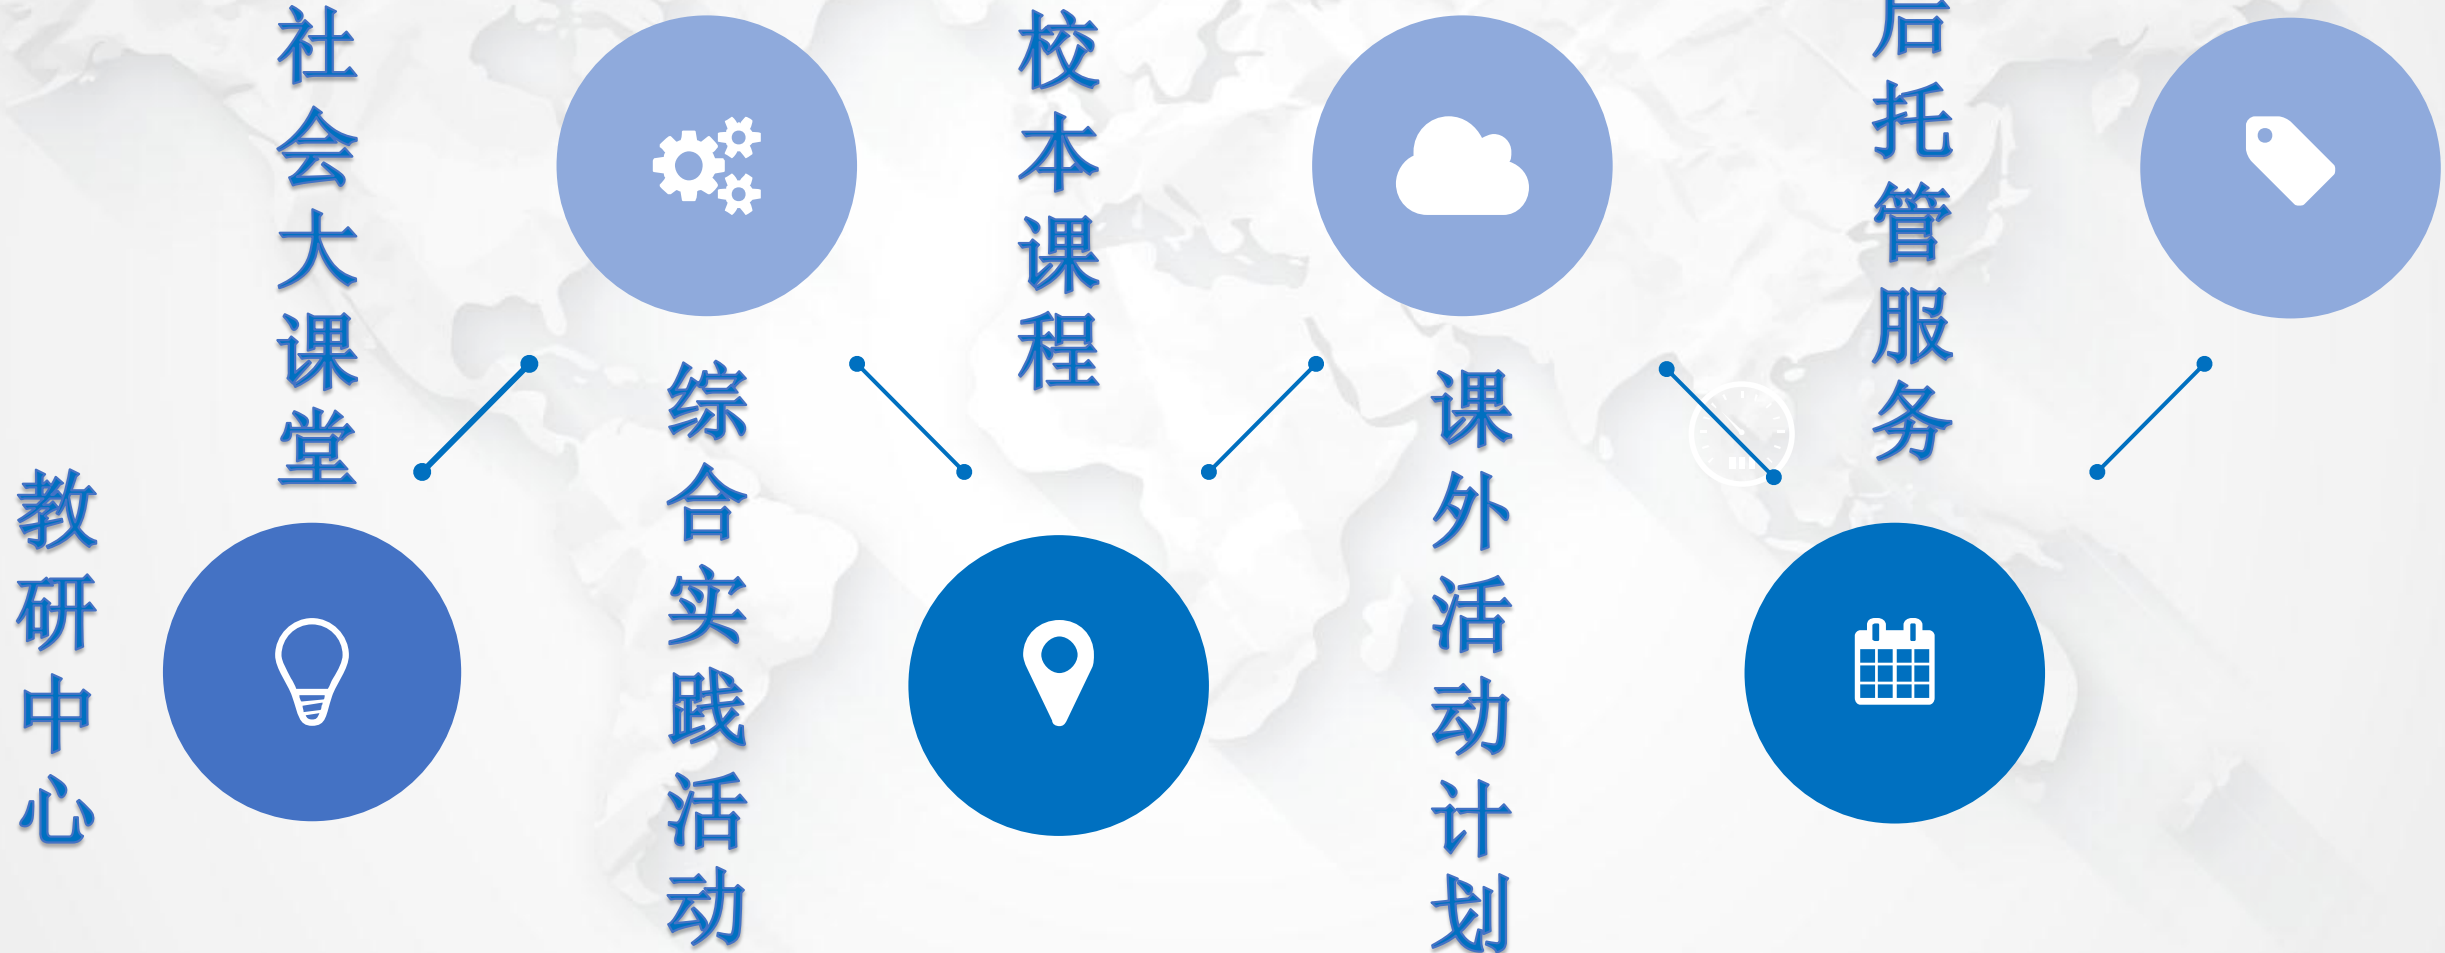 教研中心
社会大课堂
综合实践活动
校本课程
课外活动计划
后托管服务